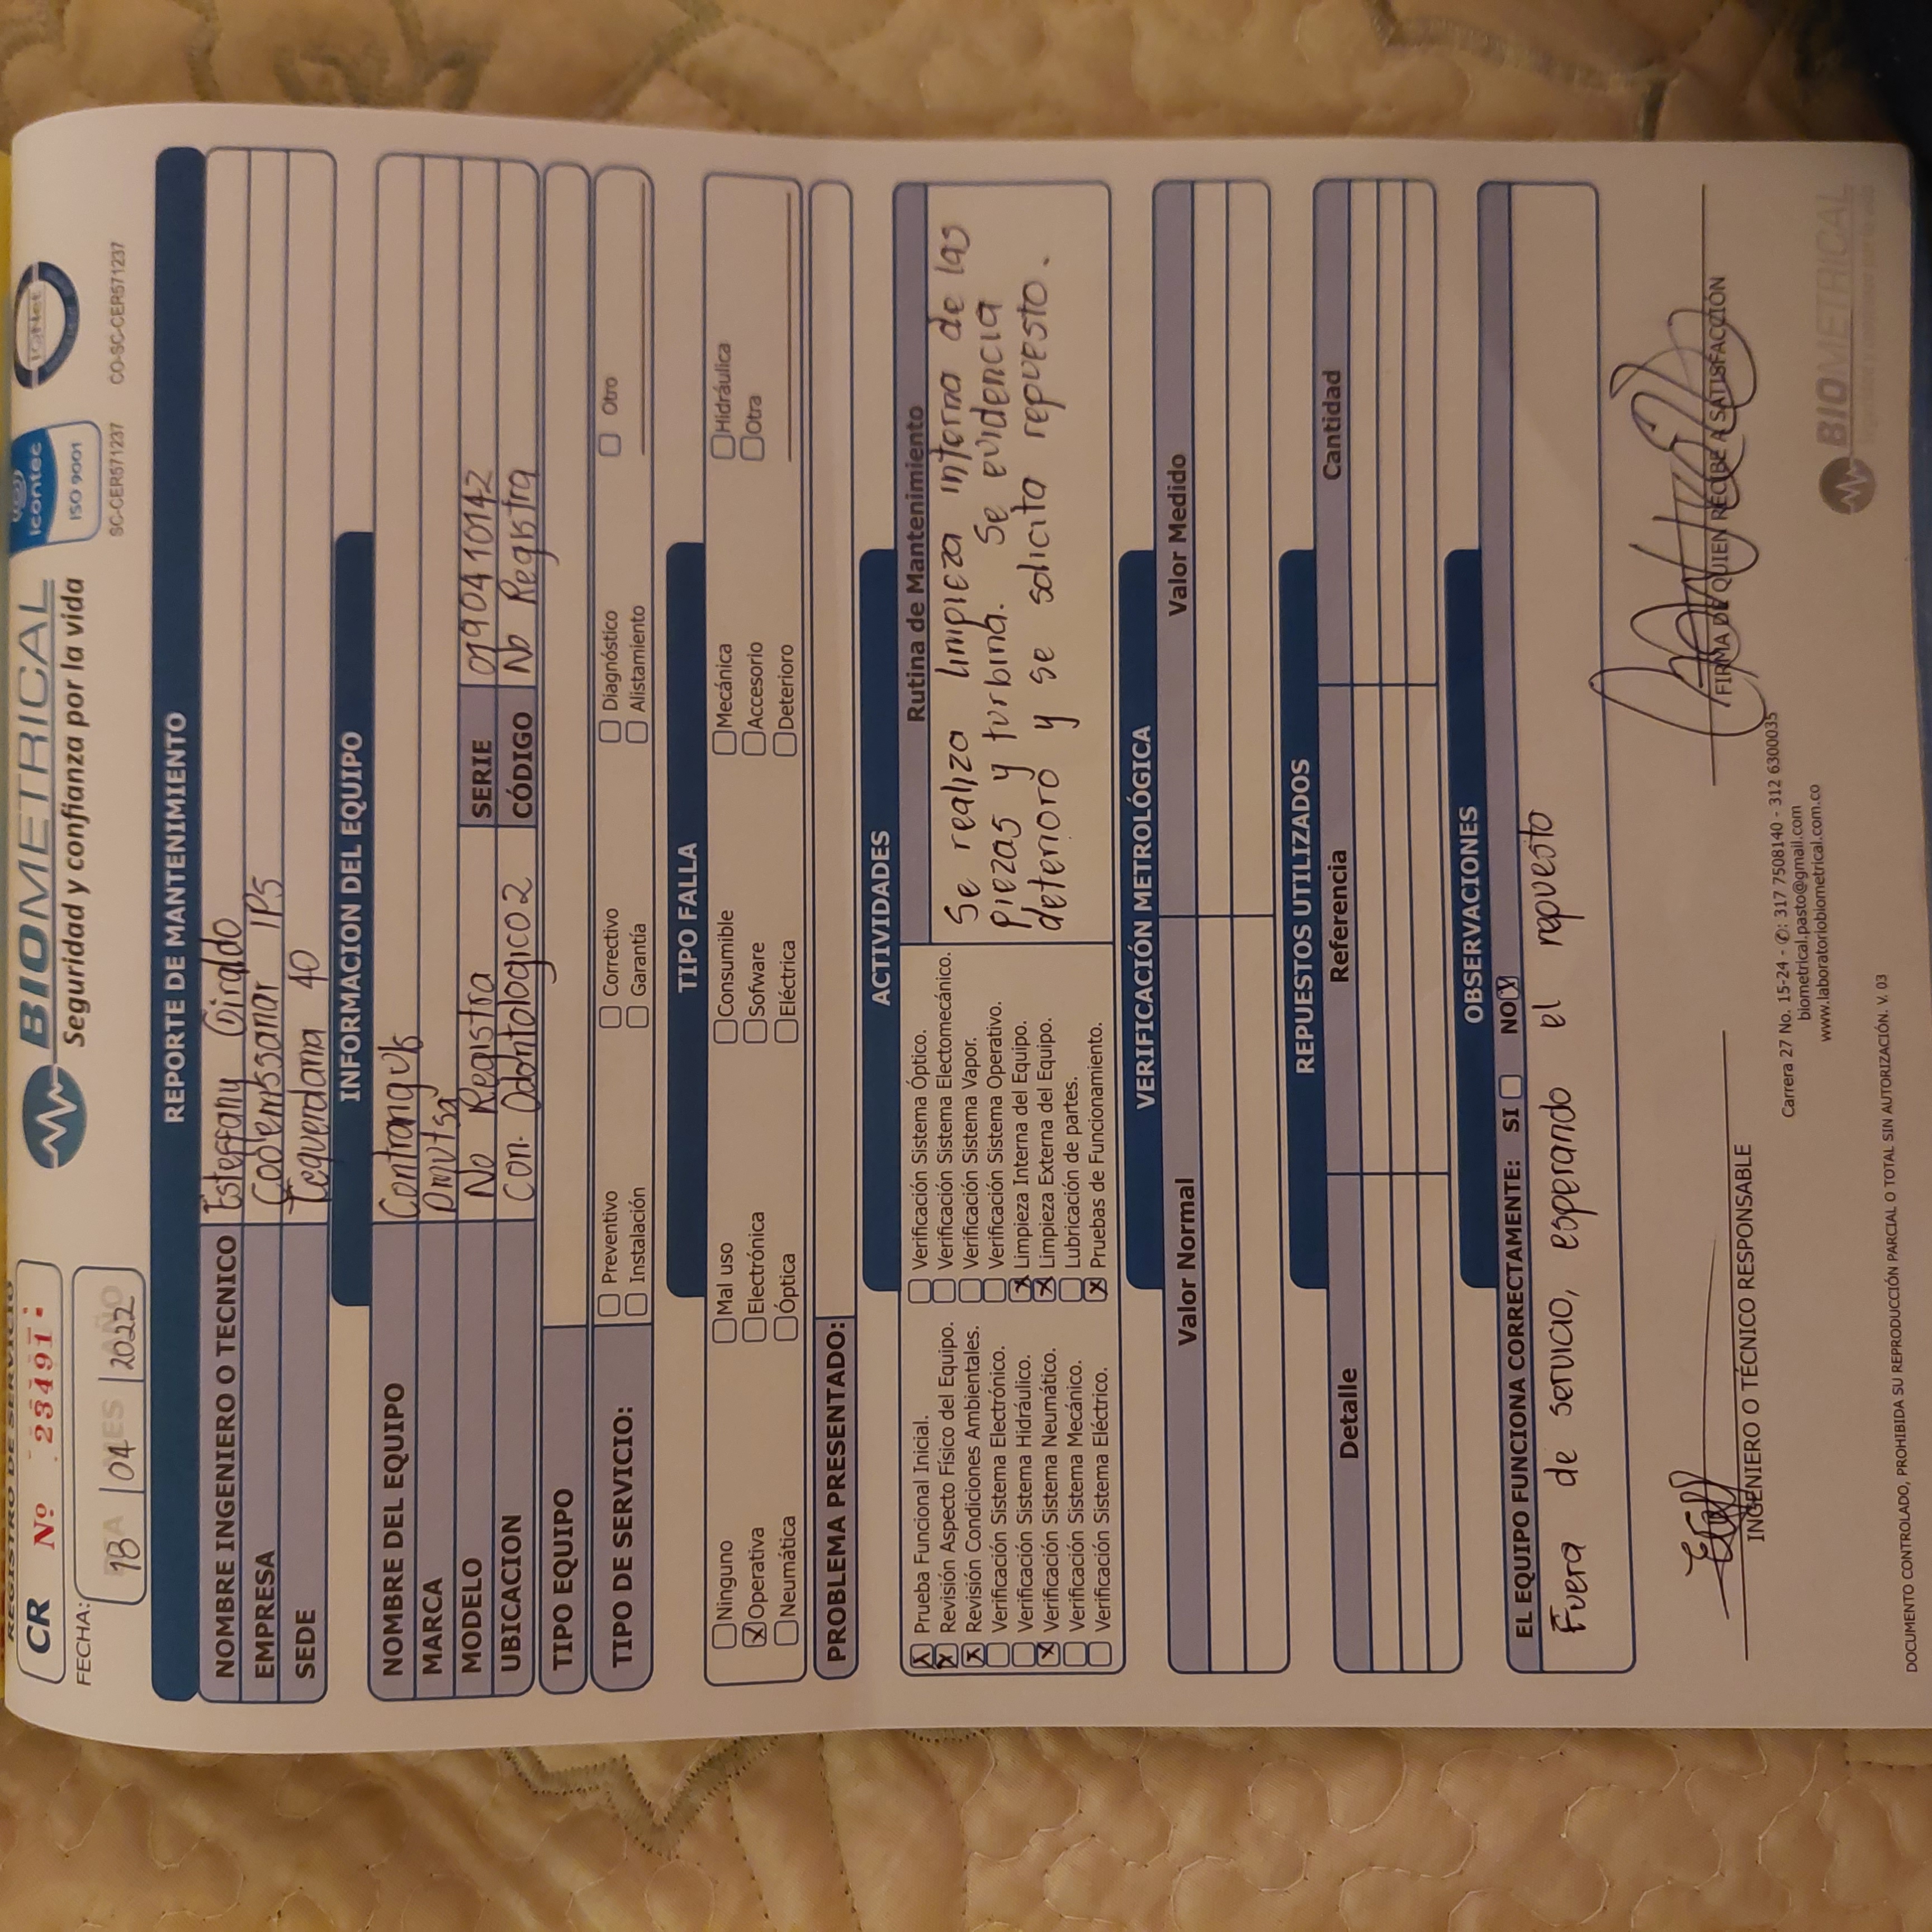 REGISTRO DE SERVICIO
CR Nº 23491
FECHA:
DIA MES AÑO
18 04 2022
BIOMETRICAL
Seguridad y confianza por la vida
icontec
ISO 9001
SC-CER571237
IQNet
CO-SC-CER571237
REPORTE DE MANTENIMIENTO
NOMBRE INGENIERO O TECNICO Esteffany Giraldo
EMPRESA Codemssanar IPS
SEDE Tequendama 40
INFORMACION DEL EQUIPO
NOMBRE DEL EQUIPO
MARCA Dmutsa
MODELO No Registra SERIE 0190410142
UBICACION Con. Odontologico 2 CÓDIGO No Registra
TIPO EQUIPO
TIPO DE SERVICIO: Preventivo Correctivo Diagnóstico Otro
Instalación Garantía Alistamiento
TIPO FALLA
Ninguno Mal uso Consumible Mecánica Hidráulica
X Operativa Electrónica Sofware Accesorio Otra
Neumática Óptica Eléctrica Deterioro
PROBLEMA PRESENTADO:
ACTIVIDADES
X Prueba Funcional Inicial.
X Revisión Aspecto Físico del Equipo.
X Revisión Condiciones Ambientales.
Verificación Sistema Electrónico.
Verificación Sistema Hidráulico.
X Verificación Sistema Neumático.
Verificación Sistema Mecánico.
Verificación Sistema Eléctrico.
Verificación Sistema Óptico.
Verificación Sistema Electomecánico.
Verificación Sistema Vapor.
Verificación Sistema Operativo.
X Limpieza Interna del Equipo.
X Limpieza Externa del Equipo.
Lubricación de partes.
X Pruebas de Funcionamiento.
Rutina de Mantenimiento
Se realiza limpieza interna de las
piezas y turbina. Se evidencia
deterioro y se solicita repuesto.
VERIFICACIÓN METROLÓGICA
Valor Normal Valor Medido
REPUESTOS UTILIZADOS
Detalle Referencia Cantidad
OBSERVACIONES
EL EQUIPO FUNCIONA CORRECTAMENTE: SI NO X
Fuera de servicio, esperando el repuesto
INGENIERO O TÉCNICO RESPONSABLE
FIRMA DE QUIEN RECIBE A SATISFACCIÓN
Carrera 27 No. 15-24 - ✆: 317 7508140 - 312 6300035
biometrical.pasto@gmail.com
www.laboratoriobiometrical.com.co
BIOMETRICAL
Seguridad y confianza por la vida
DOCUMENTO CONTROLADO, PROHIBIDA SU REPRODUCCIÓN PARCIAL O TOTAL SIN AUTORIZACIÓN. V. 03